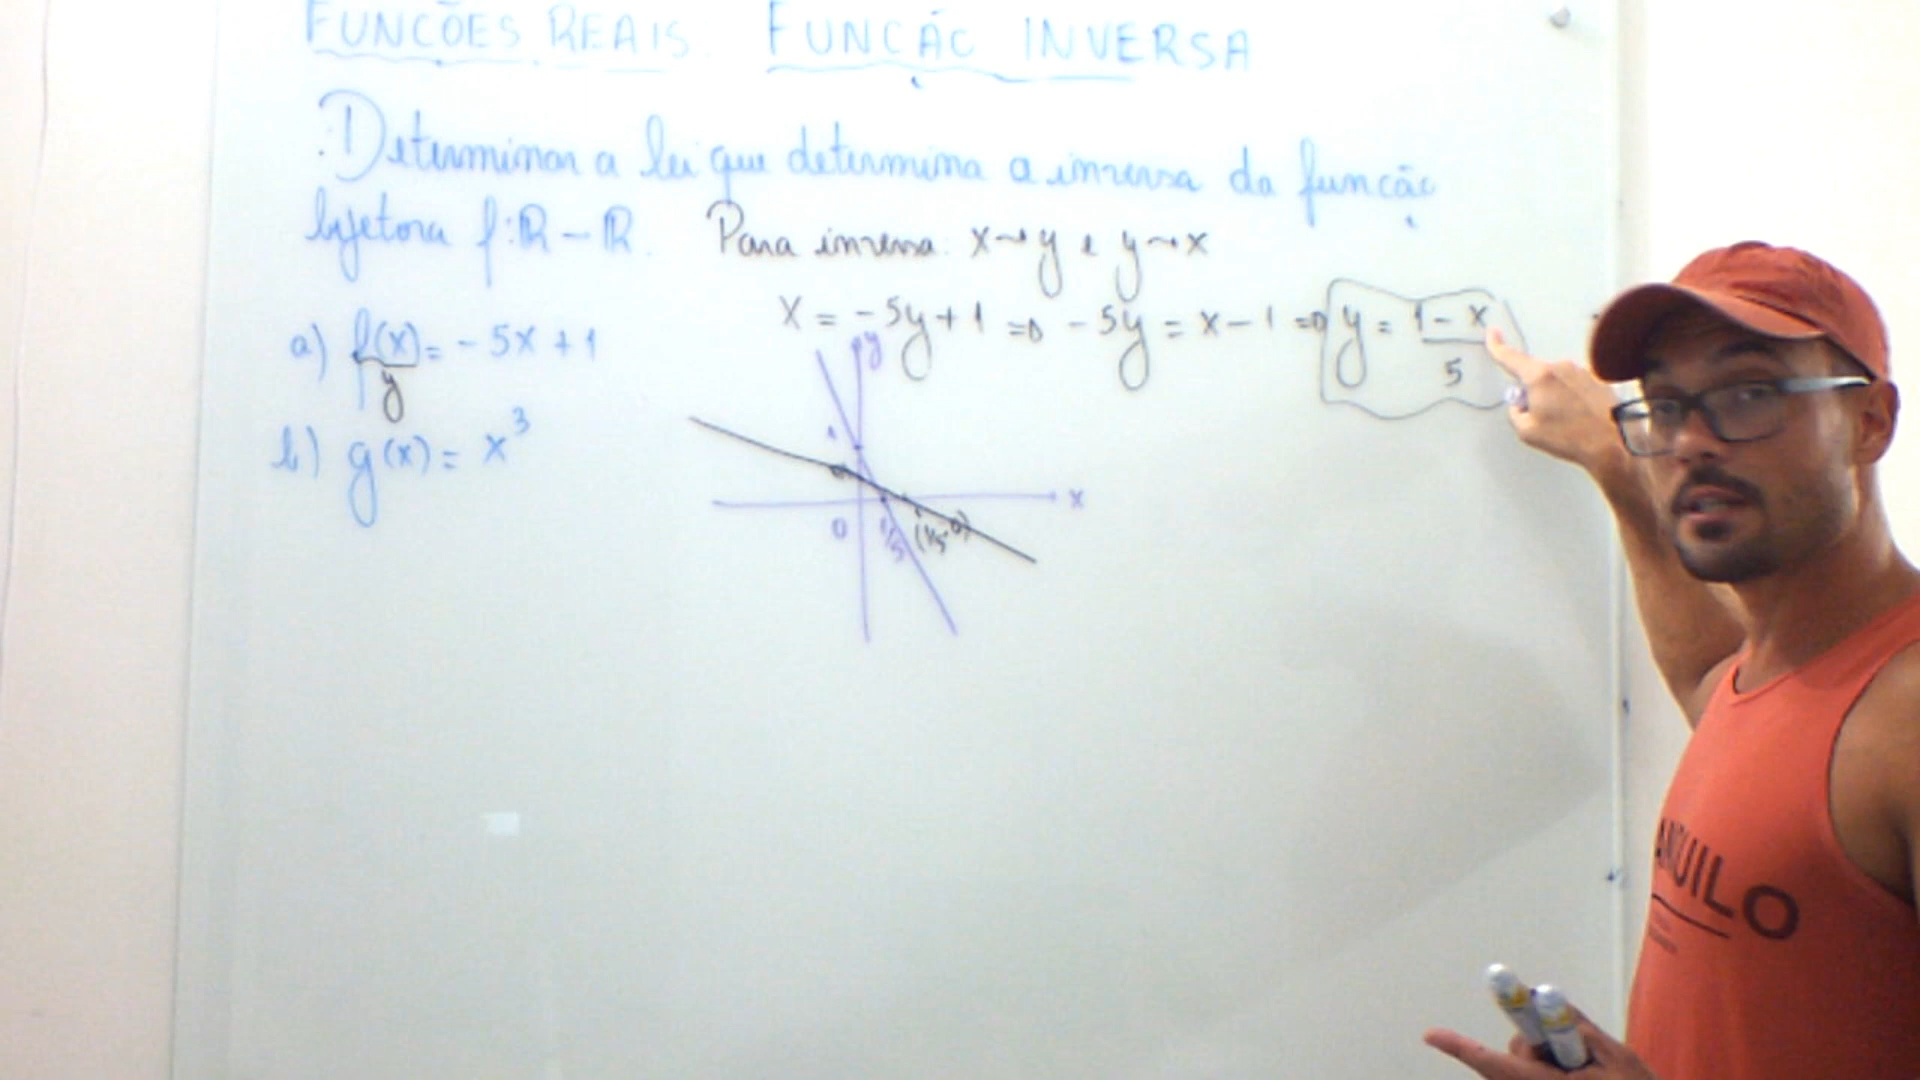 FUNÇÕES REAIS. FUNÇÃO INVERSA
: Determinar a lei que determina a inversa da função
bijetora f: ℝ → ℝ. Para inversa: x → y e y → x
x = -5y + 1 ⇒ -5y = x - 1 ⇒ y = (1 - x)/5
a) f(x) = -5x + 1
y
b) g(x) = x³
y
x
0
1/5
(1/5, 0)
ANQUILO